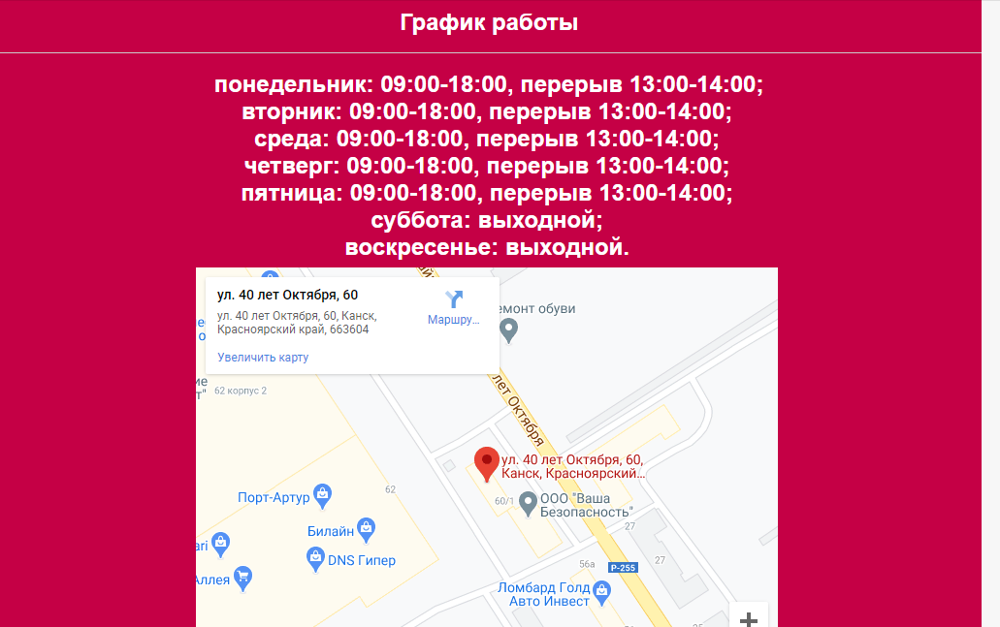 График работы
понедельник: 09:00-18:00, перерыв 13:00-14:00;
вторник: 09:00-18:00, перерыв 13:00-14:00;
среда: 09:00-18:00, перерыв 13:00-14:00;
четверг: 09:00-18:00, перерыв 13:00-14:00;
пятница: 09:00-18:00, перерыв 13:00-14:00;
суббота: выходной;
воскресенье: выходной.
ул. 40 лет Октября, 60
ул. 40 лет Октября, 60, Канск,
Красноярский край, 663604
Маршру...
Увеличить карту
емонт обуви
62 корпус 2
лет Октября
ул. 40 лет Октября, 60,
Канск, Красноярский...
62
60/1
ООО "Ваша
Безопасность"
Порт-Артур
27
Билайн
DNS Гипер
56а
Р-255
27
Аллея
Ломбард Голд
Авто Инвест